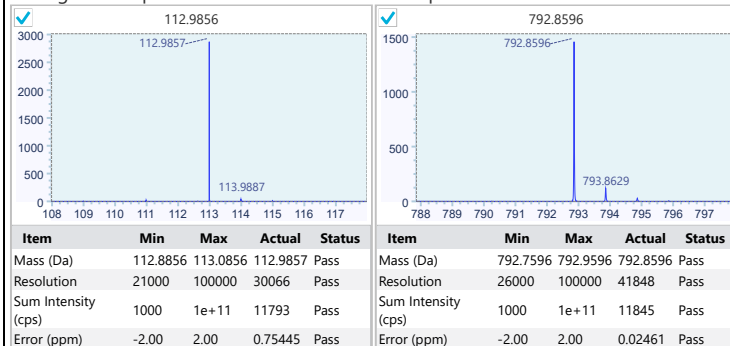 112.9856
3000
2500
2000
1500
1000
500
0
112.9857
113.9887
108 109 110 111 112 113 114 115 116 117
Item Min Max Actual Status
Mass (Da) 112.8856 113.0856 112.9857 Pass
Resolution 21000 100000 30066 Pass
Sum Intensity
(cps) 1000 1e+11 11793 Pass
Error (ppm) -2.00 2.00 0.75445 Pass
792.8596
1500
1000
500
0
792.8596
793.8629
788 789 790 791 792 793 794 795 796 797
Item Min Max Actual Status
Mass (Da) 792.7596 792.9596 792.8596 Pass
Resolution 26000 100000 41848 Pass
Sum Intensity
(cps) 1000 1e+11 11845 Pass
Error (ppm) -2.00 2.00 0.02461 Pass